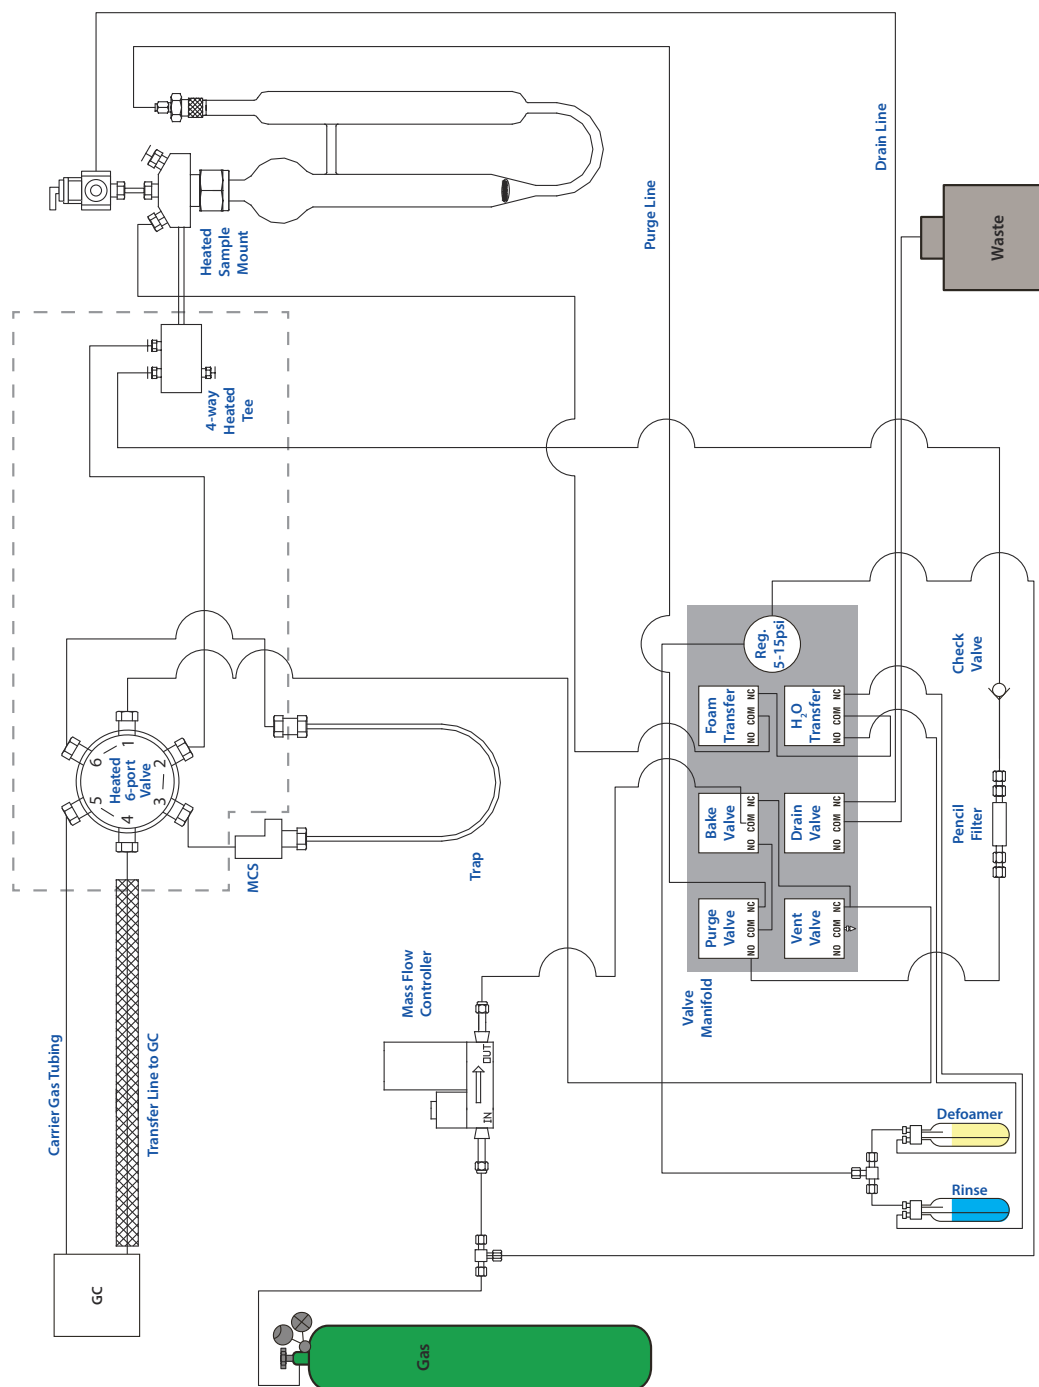 Drain Line
Purge Line
Heated
Sample
Mount
Waste
4-way
Heated
Tee
Check
Valve
Pencil
Filter
Heated
6-port
Valve
1
2
3
4
5
6
MCS
Trap
Reg.
5-15psi
Foam
Transfer
NO COM NC
H₂O
Transfer
NO COM NC
Bake
Valve
NO COM NC
Drain
Valve
NO COM NC
Purge
Valve
NO COM NC
Vent
Valve
NO COM NC
Valve
Manifold
Mass Flow
Controller
IN
OUT
Carrier Gas Tubing
Transfer Line to GC
GC
Defoamer
Rinse
Gas